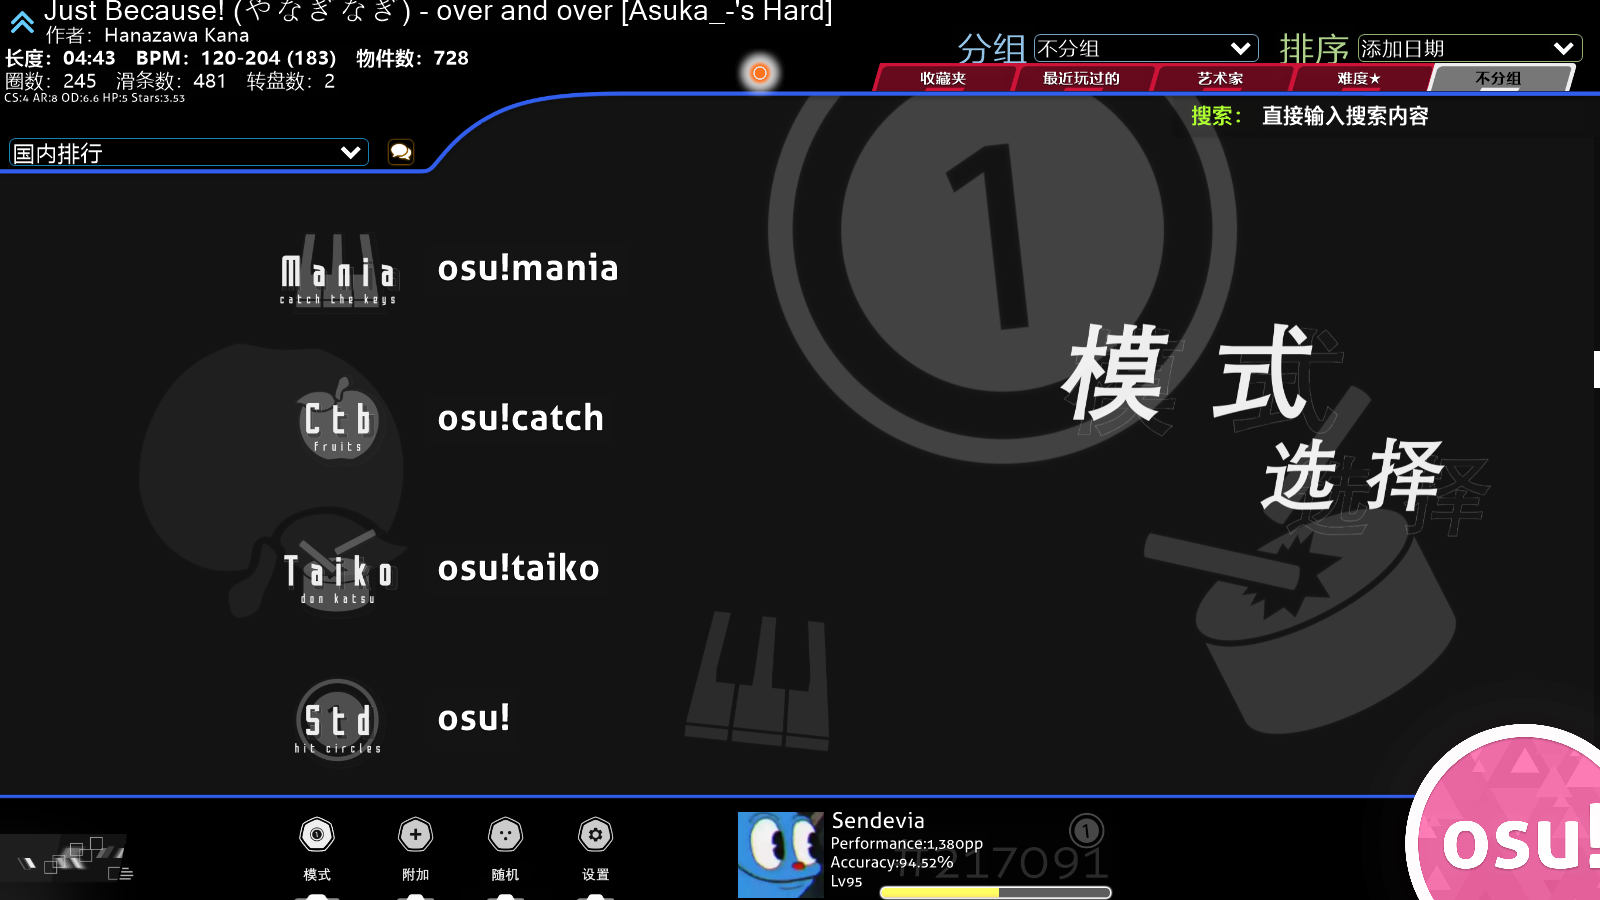 Just Because! (やなぎなぎ) - over and over [Asuka_-'s Hard]
作者：Hanazawa Kana
长度：04:43 BPM：120-204 (183) 物件数：728
圈数：245 滑条数：481 转盘数：2
CS:4 AR:8 OD:6.6 HP:5 Stars:3.53
分组 不分组 排序 添加日期
收藏夹 最近玩过的 艺术家 难度★ 不分组
搜索： 直接输入搜索内容
国内排行
1
Mania
catch the keys
osu!mania
Ctb
fruits
osu!catch
Taiko
don katsu
osu!taiko
Std
hit circles
osu!
模式
选择
模式 附加 随机 设置
Sendevia
Performance:1,380pp
Accuracy:94.52%
Lv95
#217091
1
osu!